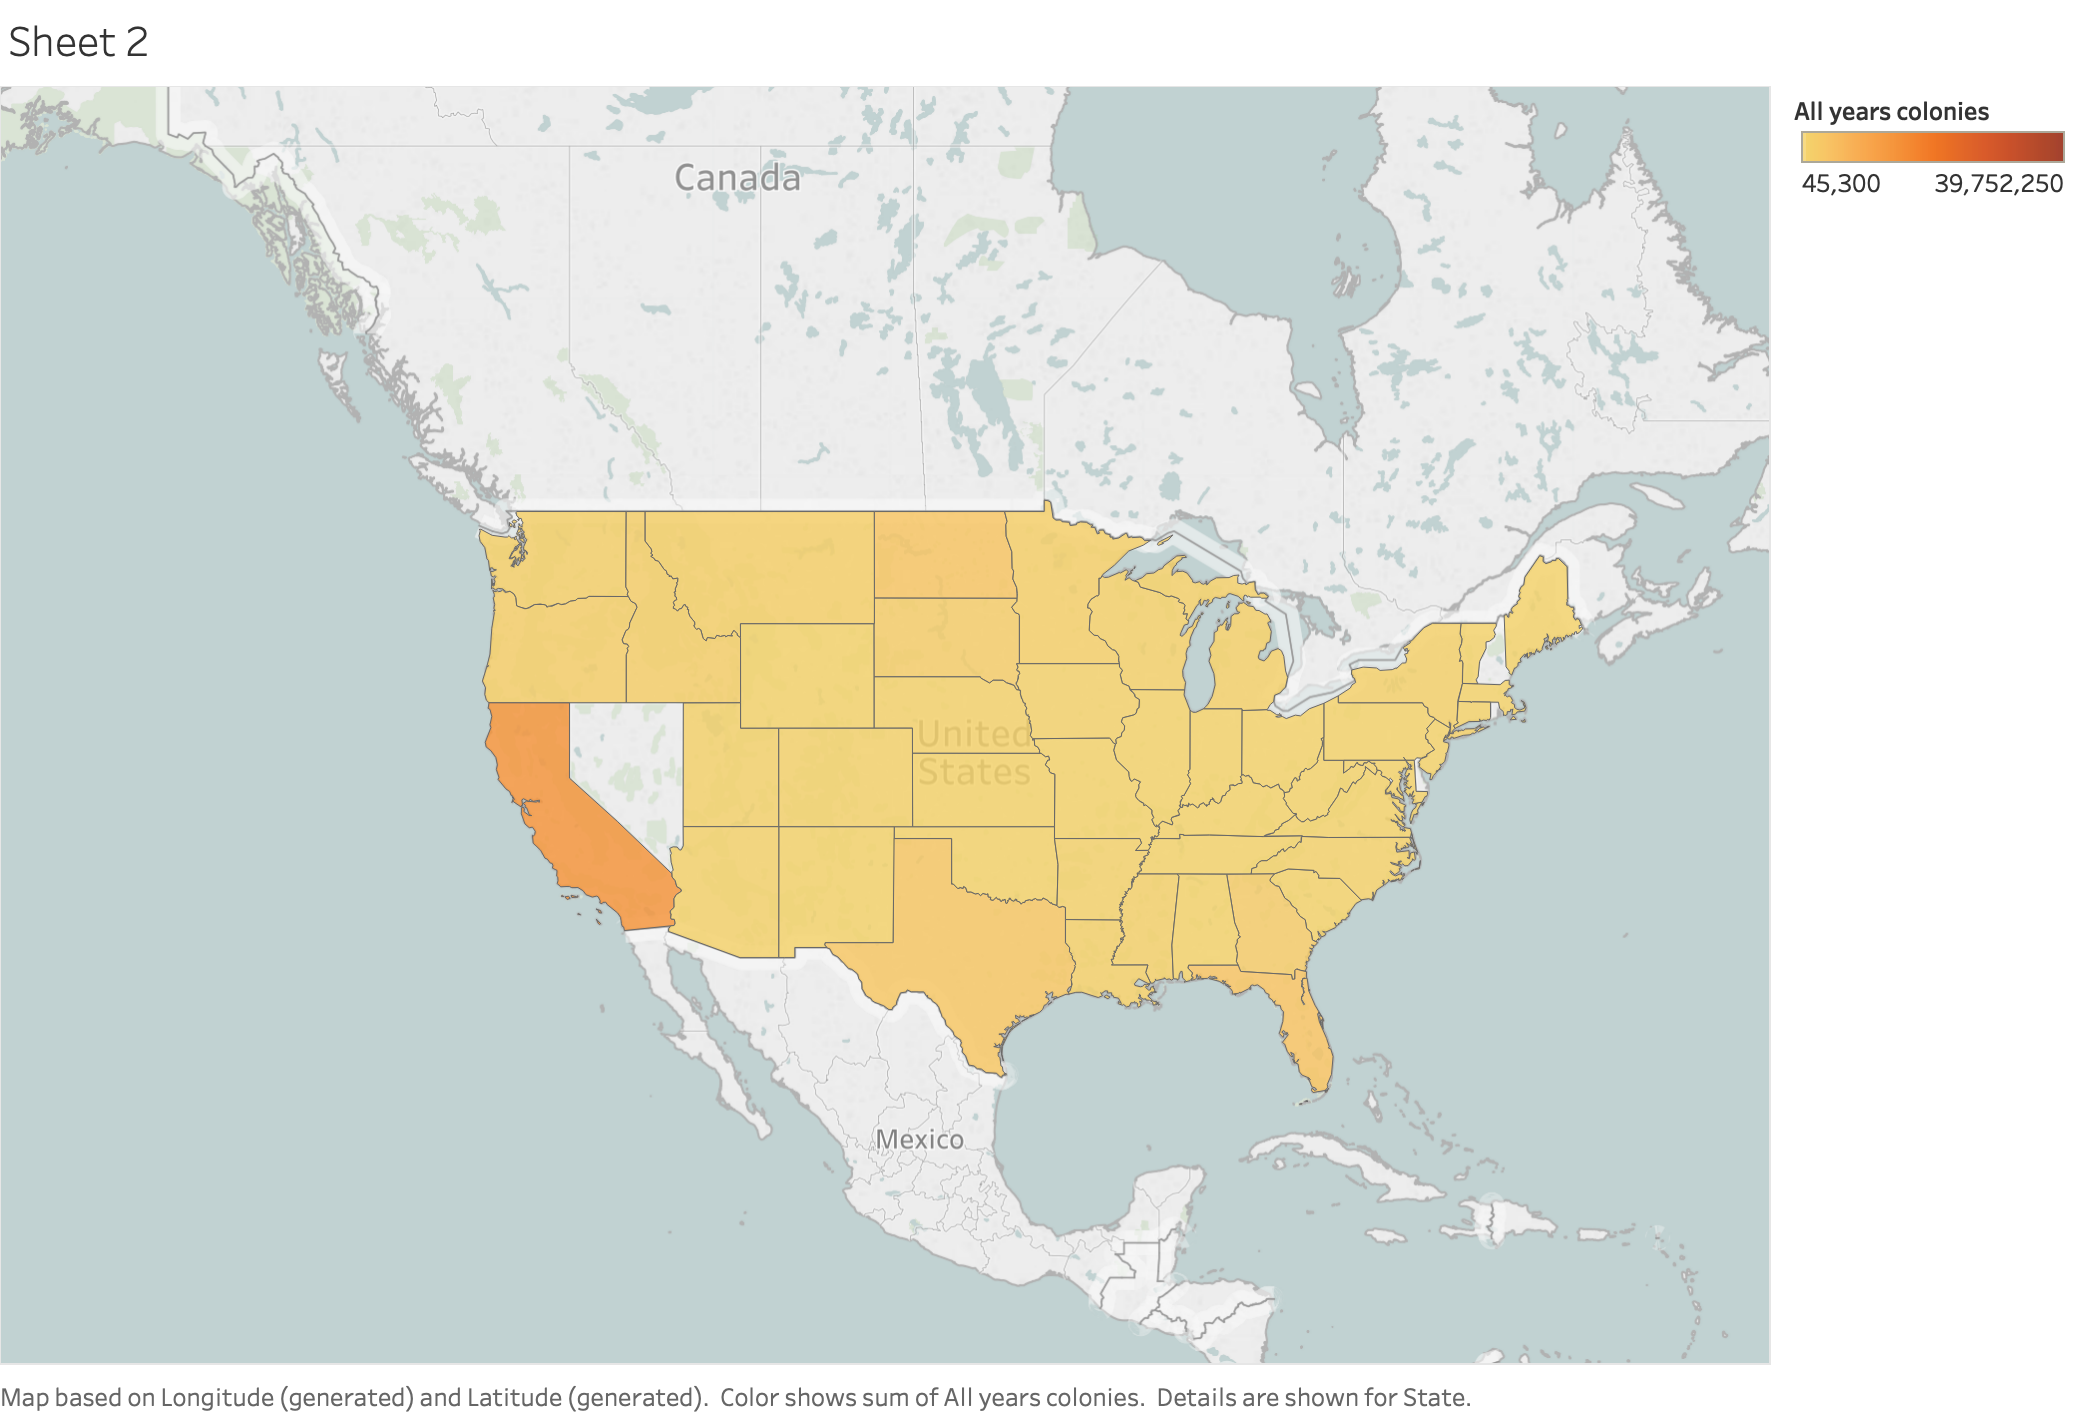 Sheet 2
All years colonies
45,300 39,752,250
Canada
United
States
Mexico
Map based on Longitude (generated) and Latitude (generated).  Color shows sum of All years colonies.  Details are shown for State.